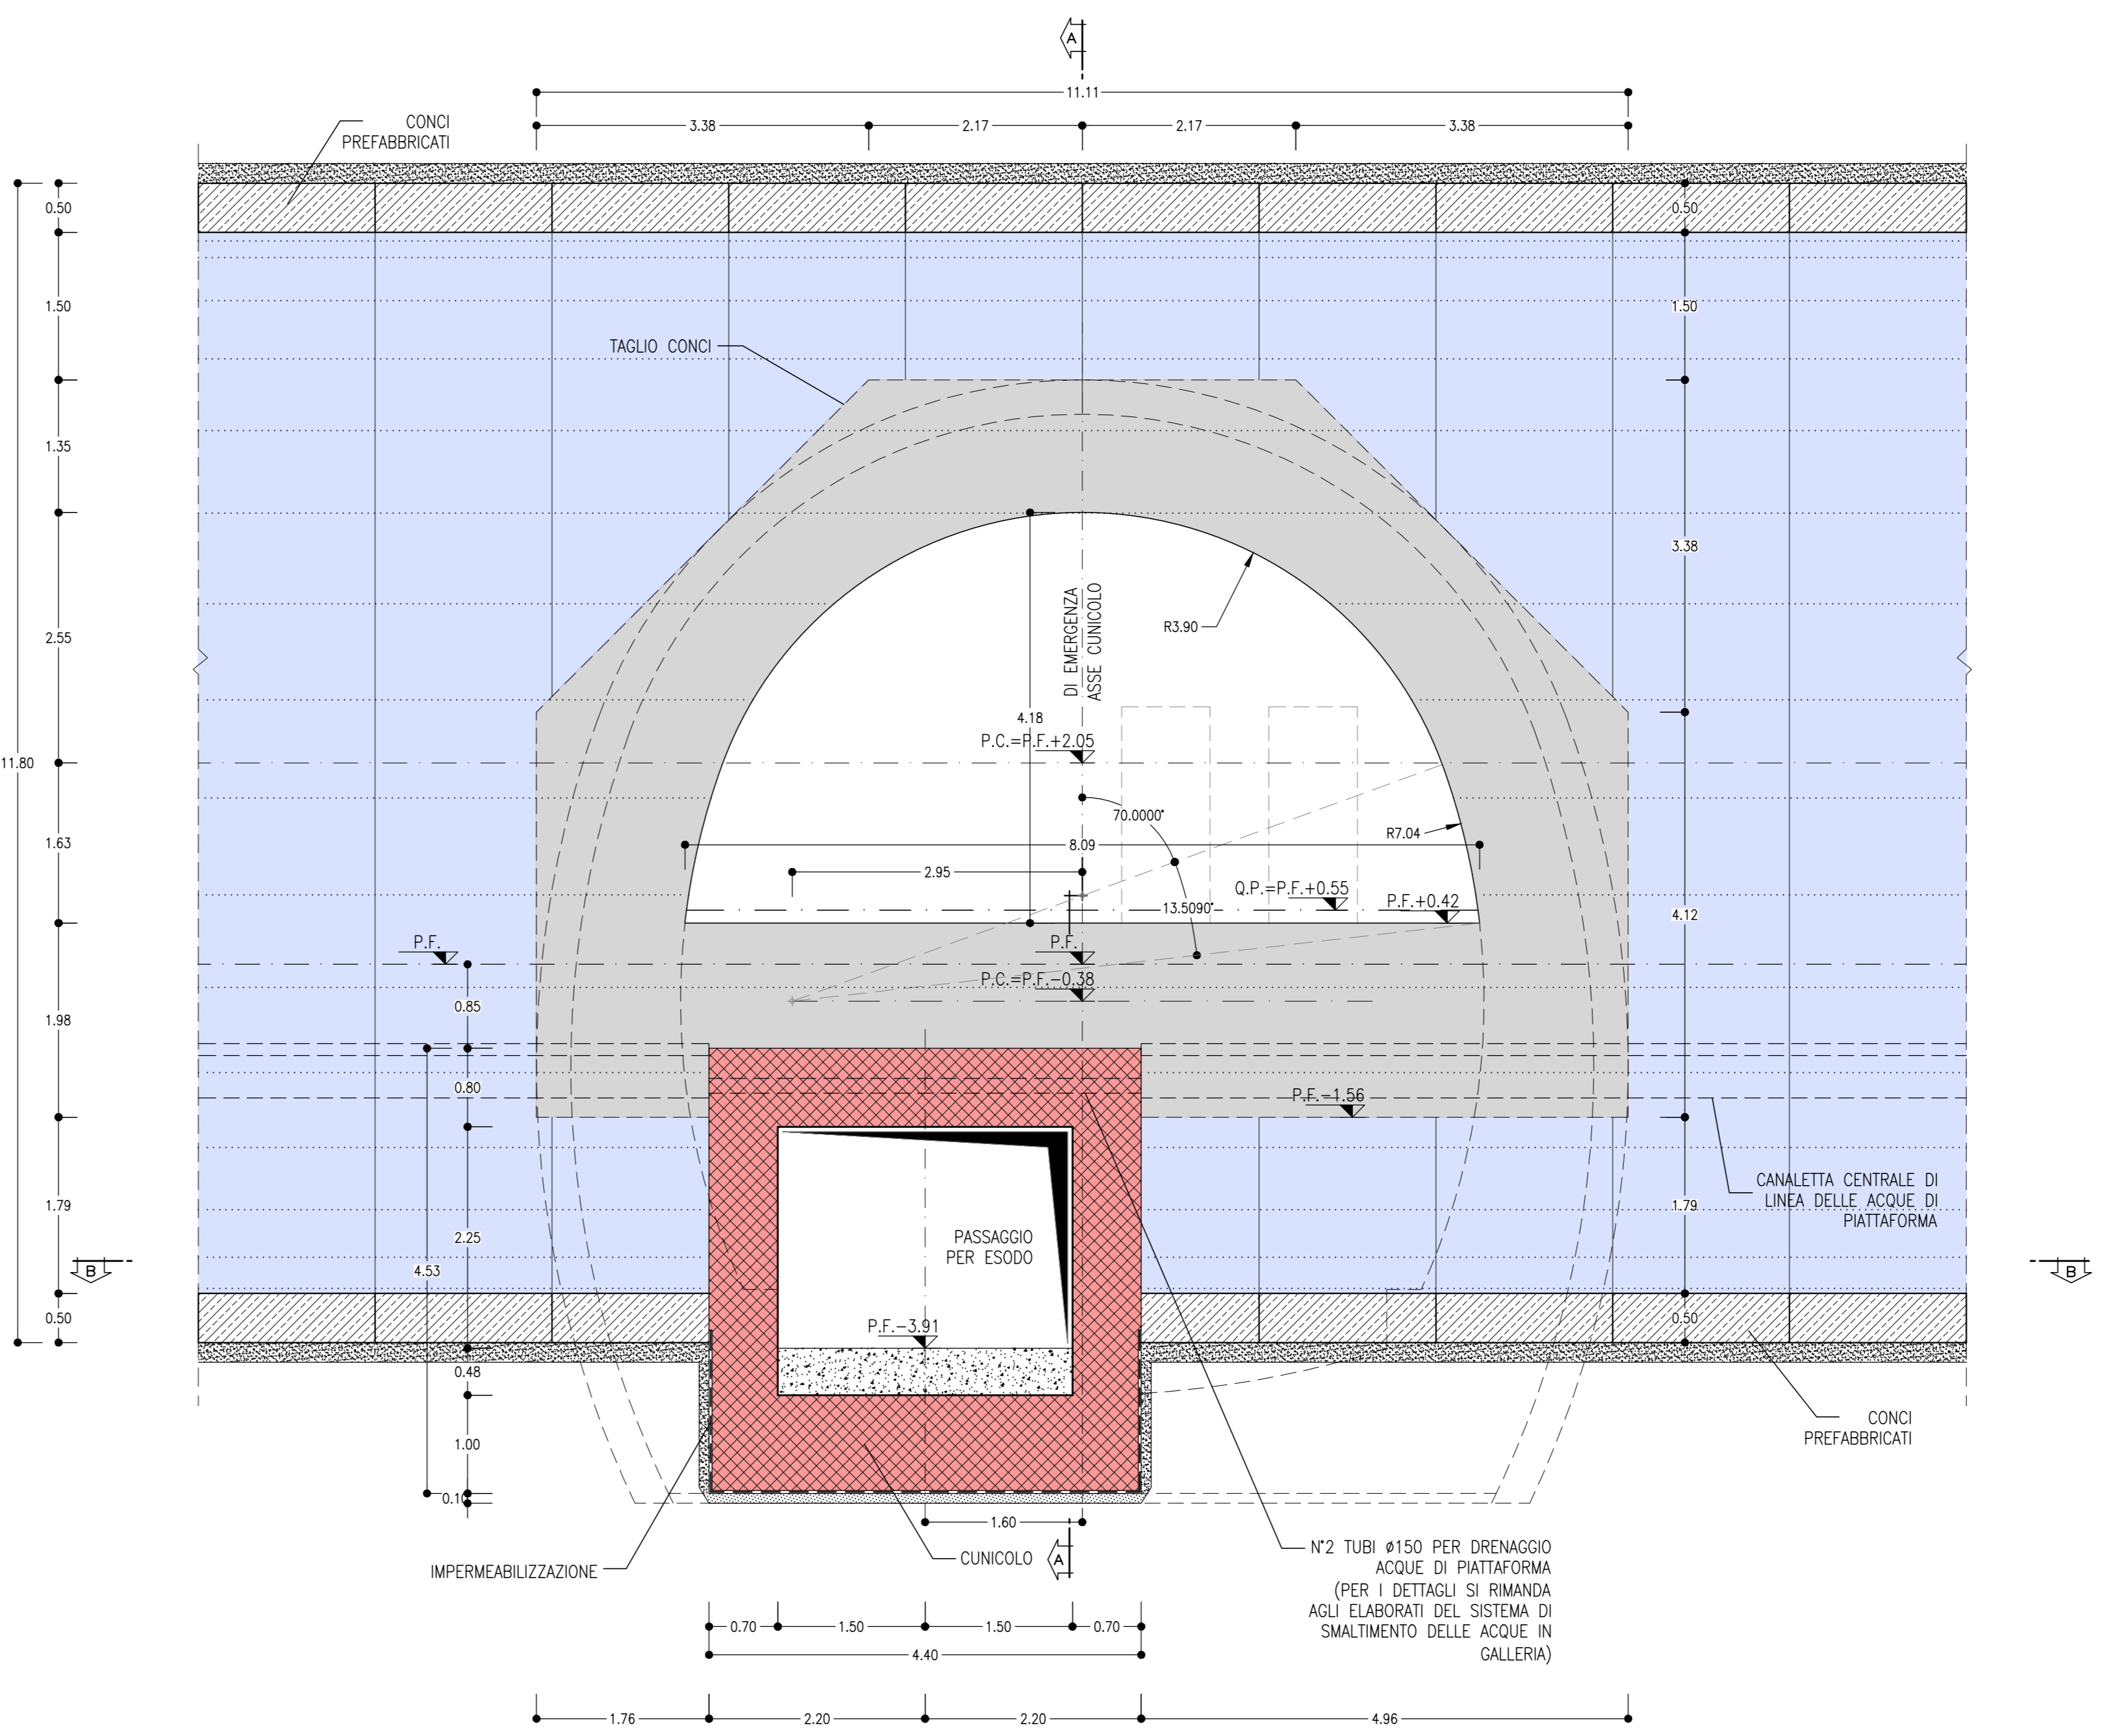 A
11.11
3.38
2.17
2.17
3.38
CONCI
PREFABBRICATI
0.50
0.50
1.50
1.50
TAGLIO CONCI
1.35
3.38
2.55
R3.90
DI EMERGENZA
ASSE CUNICOLO
4.18
P.C.=P.F.+2.05
11.80
70.0000°
1.63
R7.04
8.09
2.95
Q.P.=P.F.+0.55
P.F.+0.42
13.5090°
4.12
P.F.
P.F.
P.C.=P.F.-0.38
0.85
1.98
0.80
P.F.-1.56
CANALETTA CENTRALE DI
LINEA DELLE ACQUE DI
PIATTAFORMA
1.79
1.79
2.25
PASSAGGIO
PER ESODO
4.53
B
B
0.50
P.F.-3.91
0.50
0.48
CONCI
PREFABBRICATI
1.00
0.10
1.60
IMPERMEABILIZZAZIONE
CUNICOLO
A
N°2 TUBI ø150 PER DRENAGGIO
ACQUE DI PIATTAFORMA
(PER I DETTAGLI SI RIMANDA
AGLI ELABORATI DEL SISTEMA DI
SMALTIMENTO DELLE ACQUE IN
GALLERIA)
0.70
1.50
1.50
0.70
4.40
1.76
2.20
2.20
4.96